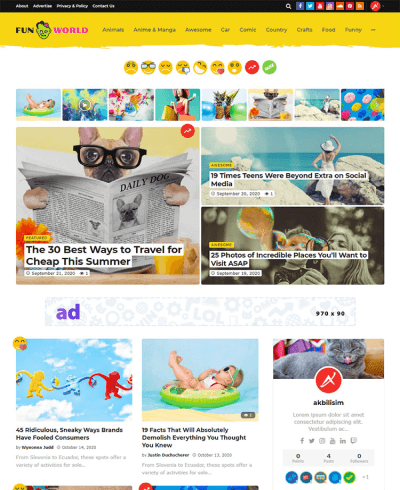 About Advertise Privacy & Policy Contact Us
FUN WORLD
Animals Anime & Manga Awesome Car Comic Country Crafts Food Funny
DAILY DOG
FEATURED
The 30 Best Ways to Travel for
Cheap This Summer
September 21, 2020 1
AWESOME
19 Times Teens Were Beyond Extra on Social
Media
September 20, 2020 1
AWESOME
25 Photos of Incredible Places You'll Want to
Visit ASAP
September 19, 2020
ad
970 x 90
45 Ridiculous, Sneaky Ways Brands
Have Fooled Consumers
October 14, 2020
From Slovenia to Ecuador, these spots offer a
variety of activities for sole...
1
19 Facts That Will Absolutely
Demolish Everything You Thought
You Knew
by Justin Duchscherer October 13, 2020
From Slovenia to Ecuador, these spots offer a
variety of activities for sole...
akbilisim
Lorem ipsum dolor sit amet
consectetur adipiscing elit.
Vestibulum ac...
0 4 0
Points Posts Followers
+1